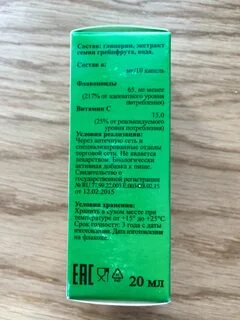 Состав: глицерин, экстракт
семян грейпфрута, вода.
Состав в: мг/10 капель
Флавоноиды
65, не менее
(217% от адекватного уровня
потребления)
Витамин С
15,0
(25% от рекомендуемого
уровня потребления)
Условия реализации:
Через аптечную сеть и
специализированные отделы
торговой сети. Не является
лекарством. Биологически
активная добавка к пище.
Свидетельство о
государственной регистрации
от 12.02.2015
Условия хранения:
Хранить в сухом месте при
температуре от +15° до +25°С
Срок годности: 3 года с даты
изготовления. Дата изготовления
на флаконе.
EAC
20 мл